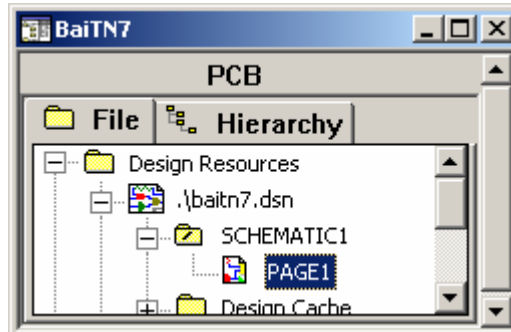 BaiTN7
PCB
File Hierarchy
Design Resources
.\baitn7.dsn
SCHEMATIC1
PAGE1
Design Cache